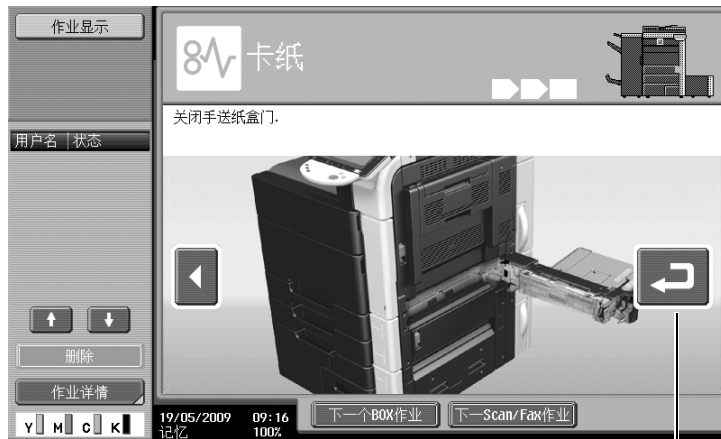 作业显示
卡纸
关闭手送纸盒门.
用户名 状态
删除
作业详情
Y M C K
19/05/2009 09:16
记忆 100%
下一个BOX作业
下一Scan/Fax作业